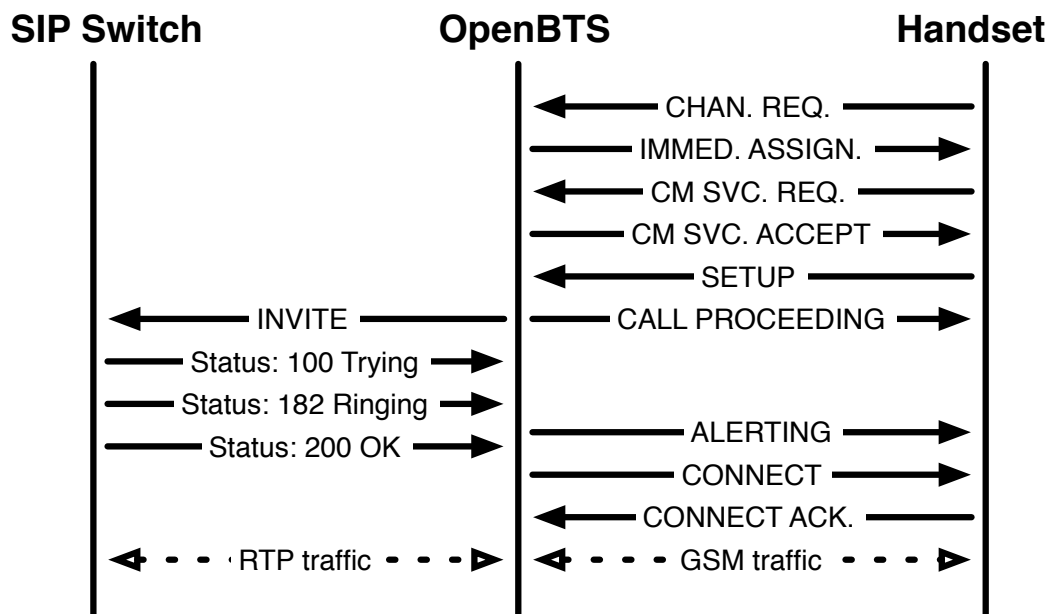 SIP Switch OpenBTS Handset
CHAN. REQ.
IMMED. ASSIGN.
CM SVC. REQ.
CM SVC. ACCEPT
SETUP
INVITE CALL PROCEEDING
Status: 100 Trying
Status: 182 Ringing
Status: 200 OK ALERTING
CONNECT
CONNECT ACK.
RTP traffic GSM traffic